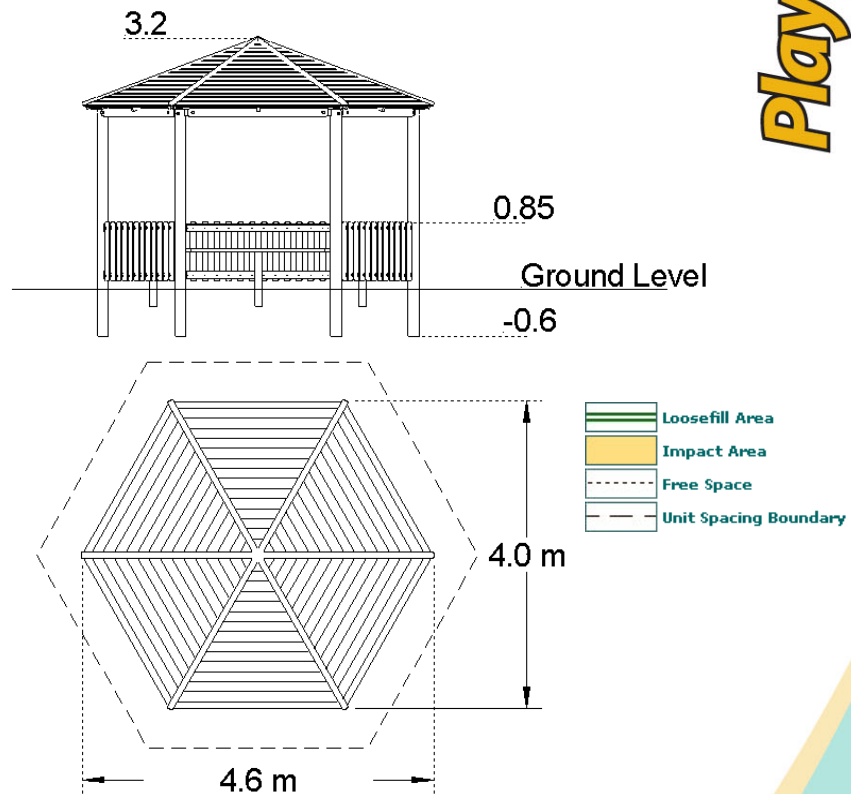 Play
3.2
0.85
Ground Level
-0.6
Loosefill Area
Impact Area
Free Space
Unit Spacing Boundary
4.0 m
4.6 m